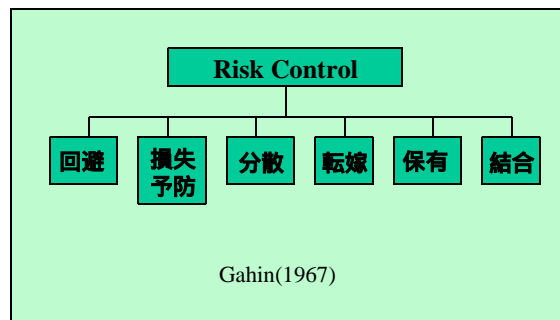 Risk Control
回避
損失
予防
分散
転嫁
保有
結合
Gahin(1967)